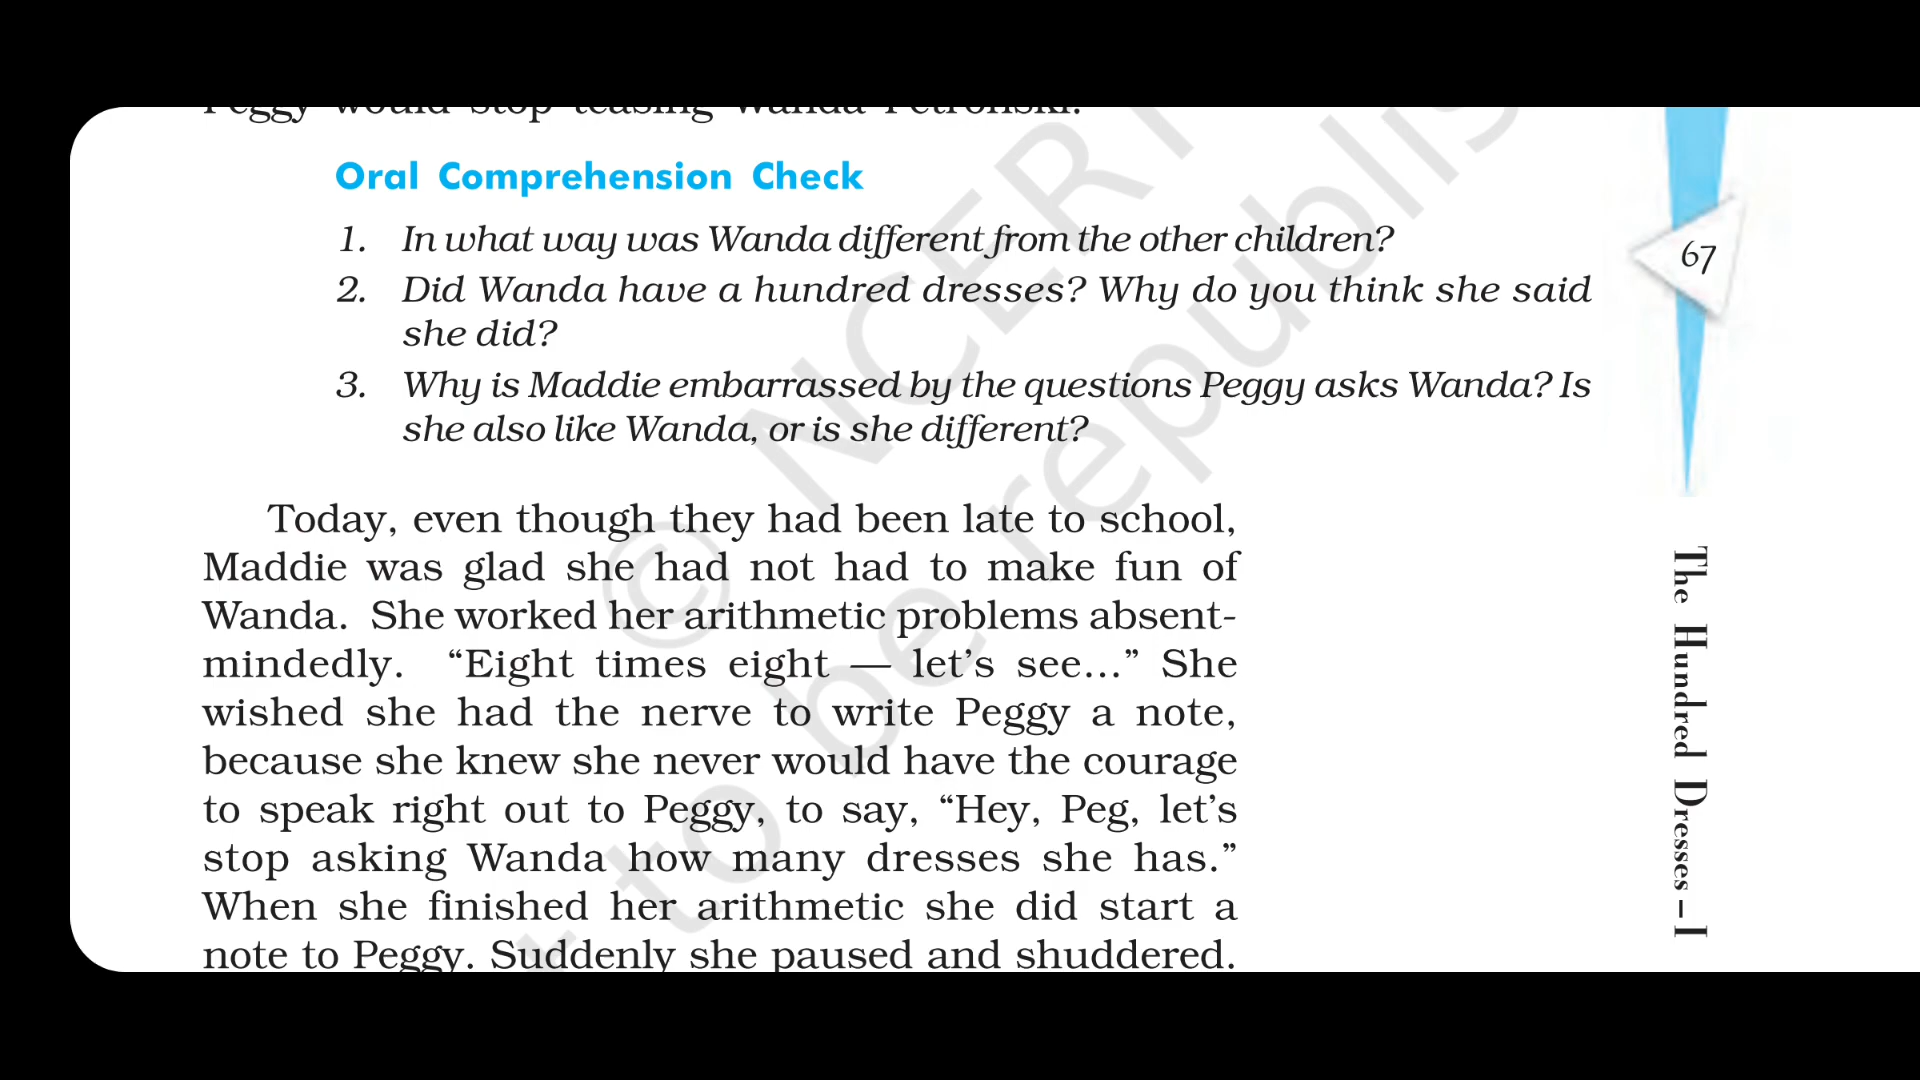 Peggy would stop teasing Wanda Petronski.
Oral Comprehension Check
1. In what way was Wanda different from the other children?
2. Did Wanda have a hundred dresses? Why do you think she said
she did?
3. Why is Maddie embarrassed by the questions Peggy asks Wanda? Is
she also like Wanda, or is she different?
Today, even though they had been late to school,
Maddie was glad she had not had to make fun of
Wanda. She worked her arithmetic problems absent-
mindedly. “Eight times eight — let’s see...” She
wished she had the nerve to write Peggy a note,
because she knew she never would have the courage
to speak right out to Peggy, to say, “Hey, Peg, let’s
stop asking Wanda how many dresses she has.”
When she finished her arithmetic she did start a
note to Peggy. Suddenly she paused and shuddered.
67
The Hundred Dresses – I
© NCERT
to be republis